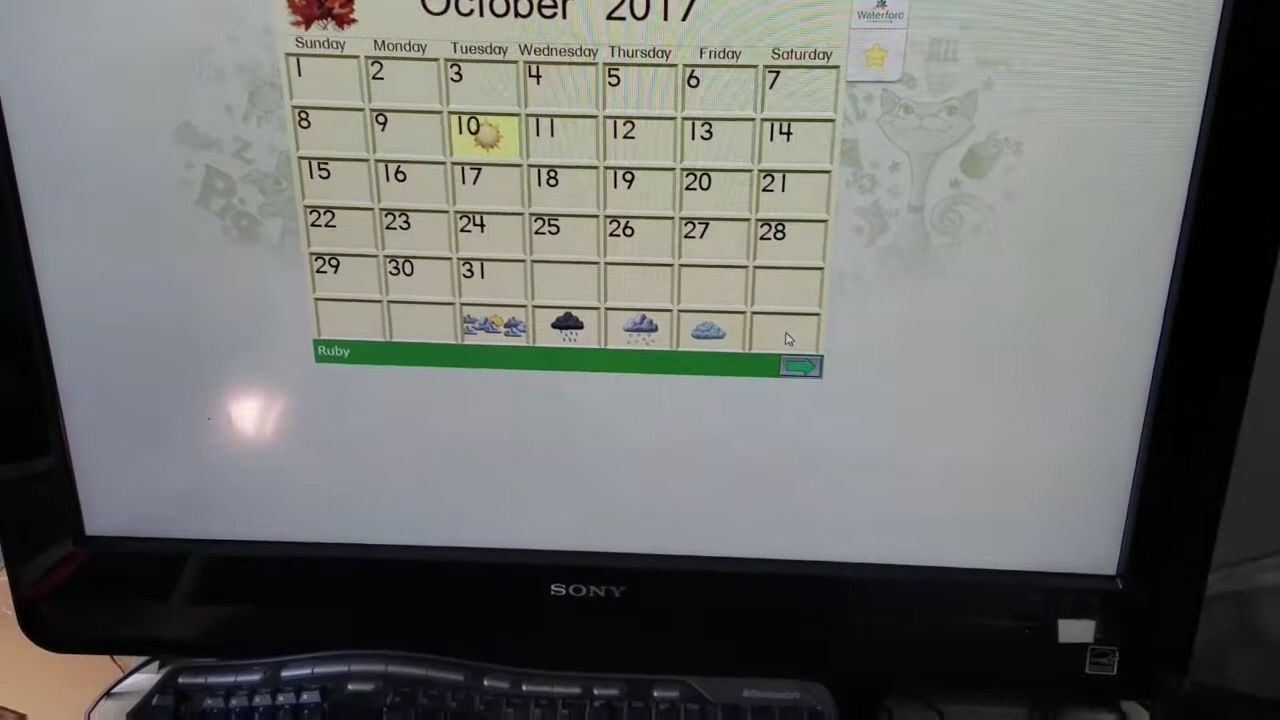 October 2017
Waterford
Sunday Monday Tuesday Wednesday Thursday Friday Saturday
1 2 3 4 5 6 7
8 9 10 11 12 13 14
15 16 17 18 19 20 21
22 23 24 25 26 27 28
29 30 31
Ruby
SONY